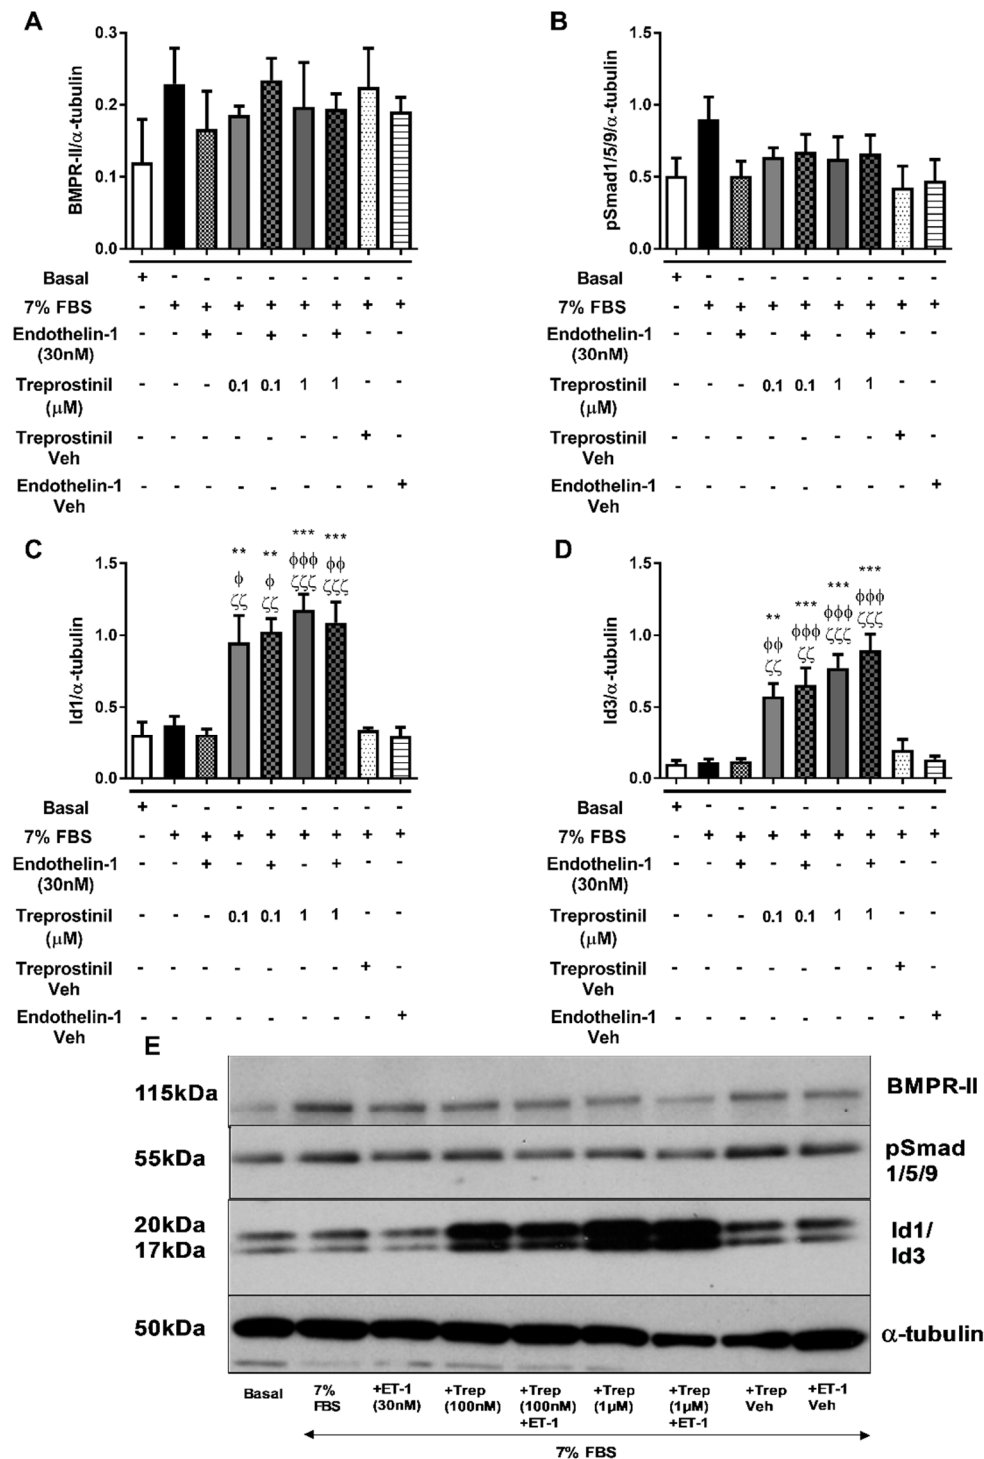 A
BMPR-II/α-tubulin
0.3
0.2
0.1
0.0
Basal + - - - - - - - -
7% FBS - + + + + + + + +
Endothelin-1 - - + - + - + - -
(30nM)
Treprostinil - - - 0.1 0.1 1 1 - -
(μM)
Treprostinil - - - - - - - + -
Veh
Endothelin-1 - - - - - - - - +
Veh
B
pSmad1/5/9/α-tubulin
1.5
1.0
0.5
0.0
Basal + - - - - - - - -
7% FBS - + + + + + + + +
Endothelin-1 - - + - + - + - -
(30nM)
Treprostinil - - - 0.1 0.1 1 1 - -
(μM)
Treprostinil - - - - - - - + -
Veh
Endothelin-1 - - - - - - - - +
Veh
C
Id1/α-tubulin
1.5
1.0
0.5
0.0
** ** *** ***
ϕ ϕ ϕϕϕ ϕϕ
ζζ ζζ ζζζ ζζζ
Basal + - - - - - - - -
7% FBS - + + + + + + + +
Endothelin-1 - - + - + - + - -
(30nM)
Treprostinil - - - 0.1 0.1 1 1 - -
(μM)
Treprostinil - - - - - - - + -
Veh
Endothelin-1 - - - - - - - - +
Veh
D
Id3/α-tubulin
1.5
1.0
0.5
0.0
** *** *** ***
ϕϕ ϕϕϕ ϕϕϕ ϕϕϕ
ζζ ζζ ζζζ ζζζ
Basal + - - - - - - - -
7% FBS - + + + + + + + +
Endothelin-1 - - + - + - + - -
(30nM)
Treprostinil - - - 0.1 0.1 1 1 - -
(μM)
Treprostinil - - - - - - - + -
Veh
Endothelin-1 - - - - - - - - +
Veh
E
115kDa
BMPR-II
55kDa
pSmad
1/5/9
20kDa
17kDa
Id1/
Id3
50kDa
α-tubulin
Basal
7%
FBS
+ET-1
(30nM)
+Trep
(100nM)
+Trep
(100nM)
+ET-1
+Trep
(1μM)
+Trep
(1μM)
+ET-1
+Trep
Veh
+ET-1
Veh
7% FBS